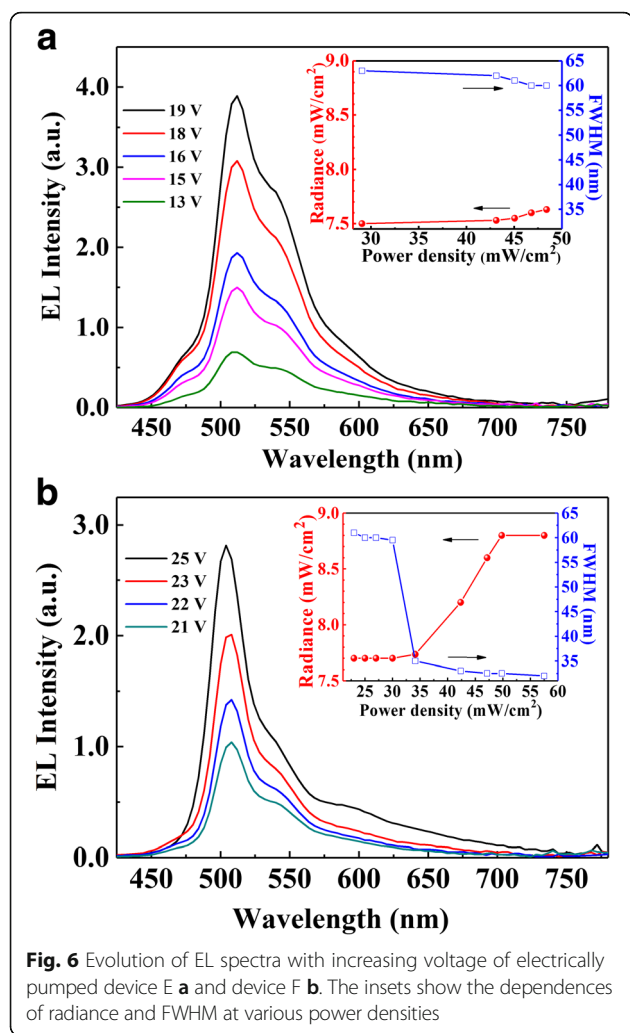 a
EL Intensity (a.u.)
4.0
3.0
2.0
1.0
0.0
19 V
18 V
16 V
15 V
13 V
Radiance (mW/cm²)
9.0
8.5
8.0
7.5
30 35 40 45 50
Power density (mW/cm²)
65
60
55
50
45
40
35
FWHM (nm)
450 500 550 600 650 700 750
Wavelength (nm)
b
EL Intensity (a.u.)
3.0
2.0
1.0
0.0
25 V
23 V
22 V
21 V
Radiance (mW/cm²)
9.0
8.5
8.0
7.5
25 30 35 40 45 50 55 60
Power density (mW/cm²)
60
55
50
45
40
35
FWHM (nm)
450 500 550 600 650 700 750
Wavelength (nm)
Fig. 6 Evolution of EL spectra with increasing voltage of electrically
pumped device E a and device F b. The insets show the dependences
of radiance and FWHM at various power densities